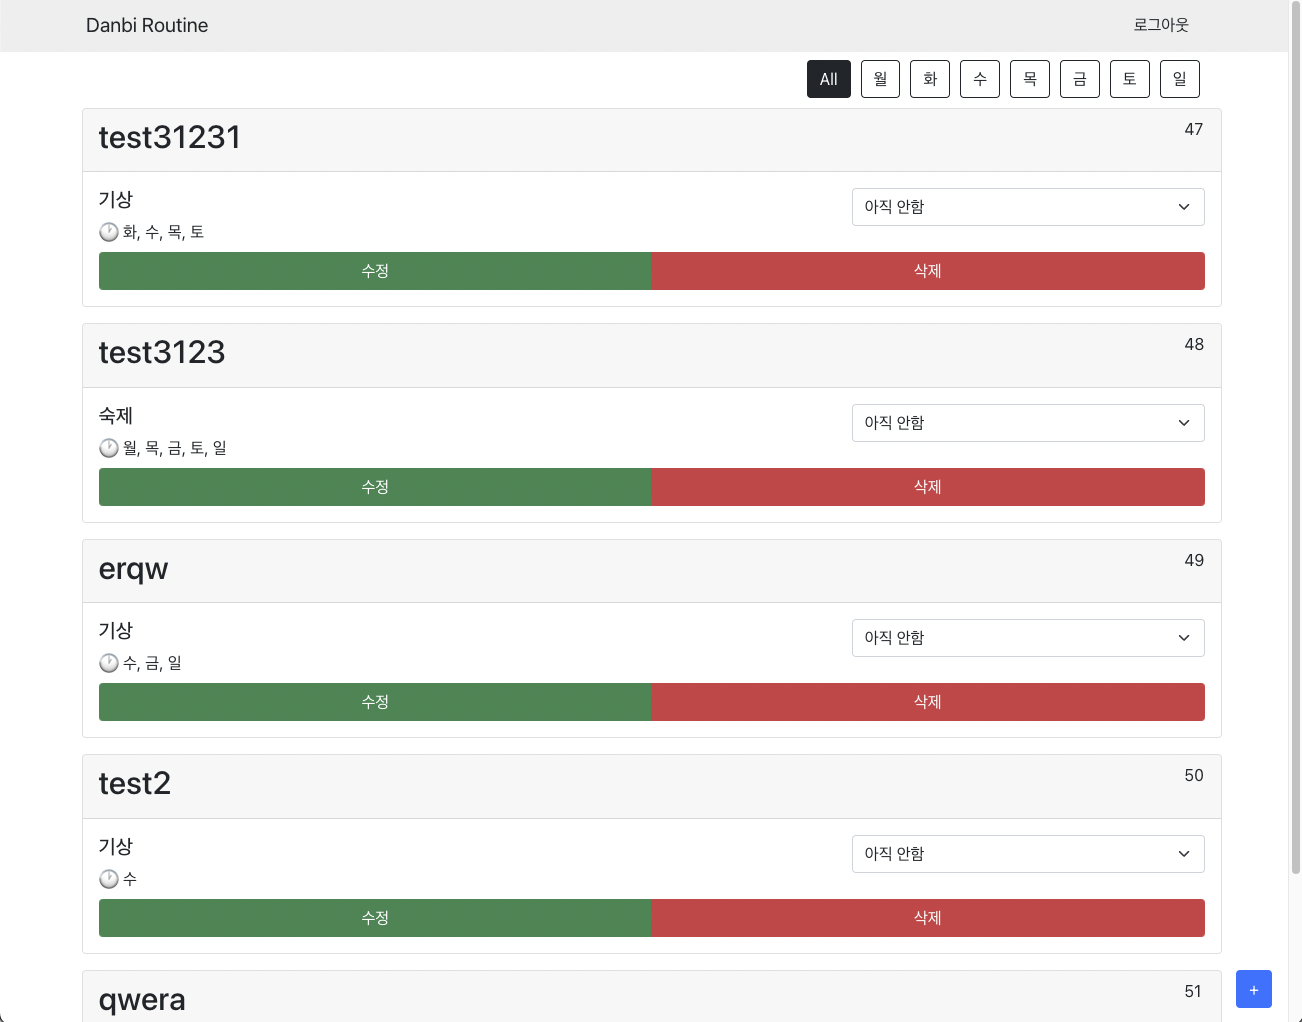 Danbi Routine 로그아웃
All 월 화 수 목 금 토 일
test31231 47
기상 아직 안함
화, 수, 목, 토
수정 삭제
test3123 48
숙제 아직 안함
월, 목, 금, 토, 일
수정 삭제
erqw 49
기상 아직 안함
수, 금, 일
수정 삭제
test2 50
기상 아직 안함
수
수정 삭제
qwera 51
+